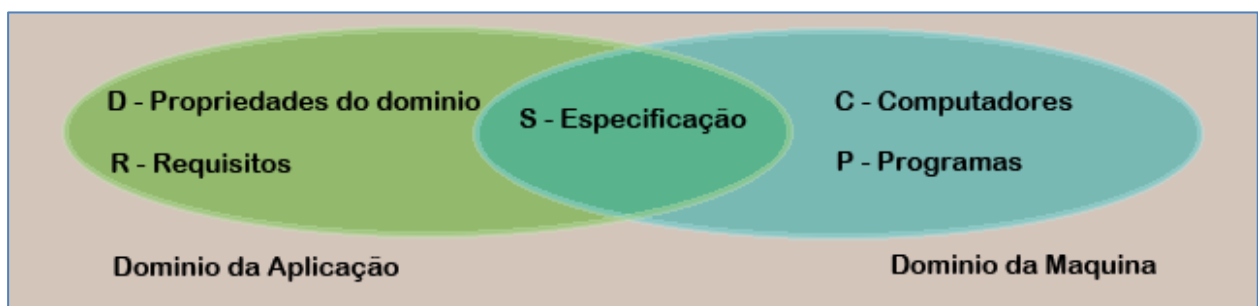 D - Propriedades do dominio
R - Requisitos
S - Especificação
C - Computadores
P - Programas
Dominio da Aplicação
Dominio da Maquina